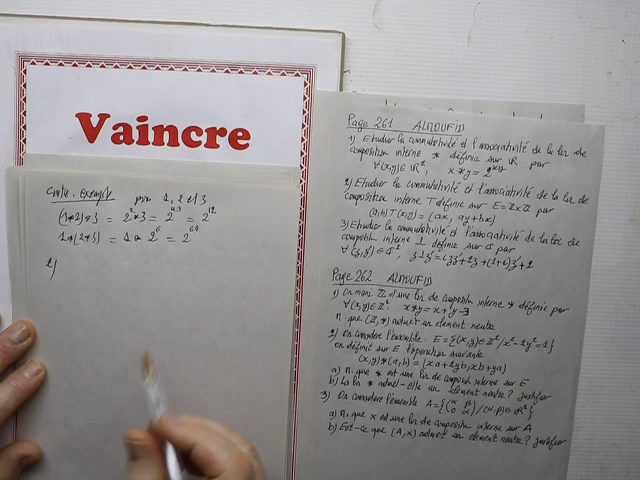 Vaincre
Contre-exemple pour 1, 2 et 3
(1*2)*3 = 2²*3 = 2^{4.3} = 2^{12}
1*(2*3) = 1* 2^6 = 2^{64}
2)
Page 261 ALMOUFID
1) Etudier la commutativité et l'associativité de la loi de
composition interne * définie sur ℝ par
∀(x,y)∈ℝ², x*y = 2^{xy}
2) Etudier la commutativité et l'associativité de la loi de
composition interne T définie sur E=ℤxℤ par
(a,b)T(x,y) = (ax, ay+bx)
3) Etudier la commutativité et l'associativité de la loi de
composition interne ⊥ définie sur ℂ par
Page 262 ALMOUFID
1) On muni ℤ d'une loi de composition interne * définie par
∀(x,y)∈ℤ², x*y = x+y-3
M. que (ℤ,*) admet un élément neutre
2) On considère l'ensemble E={(x,y)∈ℤ²/x²-2y²=1}
on définit sur E l'opération suivante
(x,y)*(a,b)=(xa+2yb, xb+ya)
a) M. que * est une loi de composit interne sur E
b) La loi * admet-elle un élément neutre? justifier
3) On considère l'ensemble A={(α β / 0 α)/(α,β)∈ℝ²}
a) M. que x est une loi de composition interne sur A
b) Est-ce que (A,x) admet un élément neutre? justifier